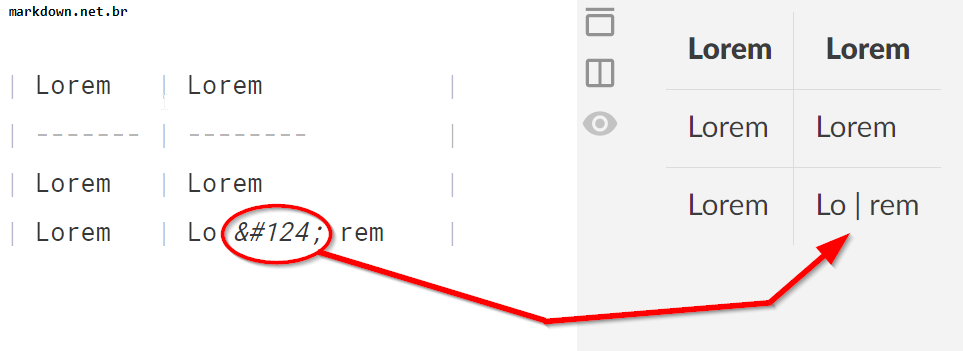 markdown.net.br
| Lorem | Lorem |
| ------- | -------- |
| Lorem | Lorem |
| Lorem | Lo &#124; rem |
Lorem Lorem
Lorem Lorem
Lorem Lo | rem